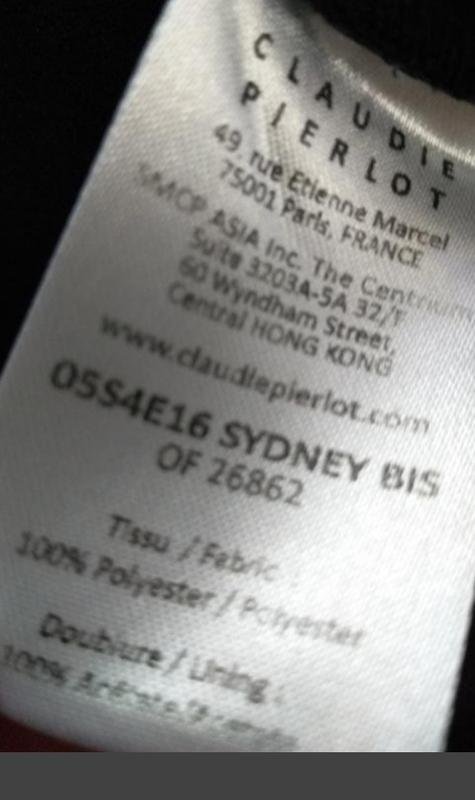 CLAUDIE
PIERLOT
49, rue Etienne Marcel
75001 Paris, FRANCE
SMCP ASIA Inc. The Centrium
Suite 3203A-5A 32/F
60 Wyndham Street,
Central HONG KONG
www.claudiepierlot.com
05S4E16 SYDNEY BIS
OF 26862
Tissu / Fabric :
100% Polyester / Polyester
Doublure / Lining :
100%